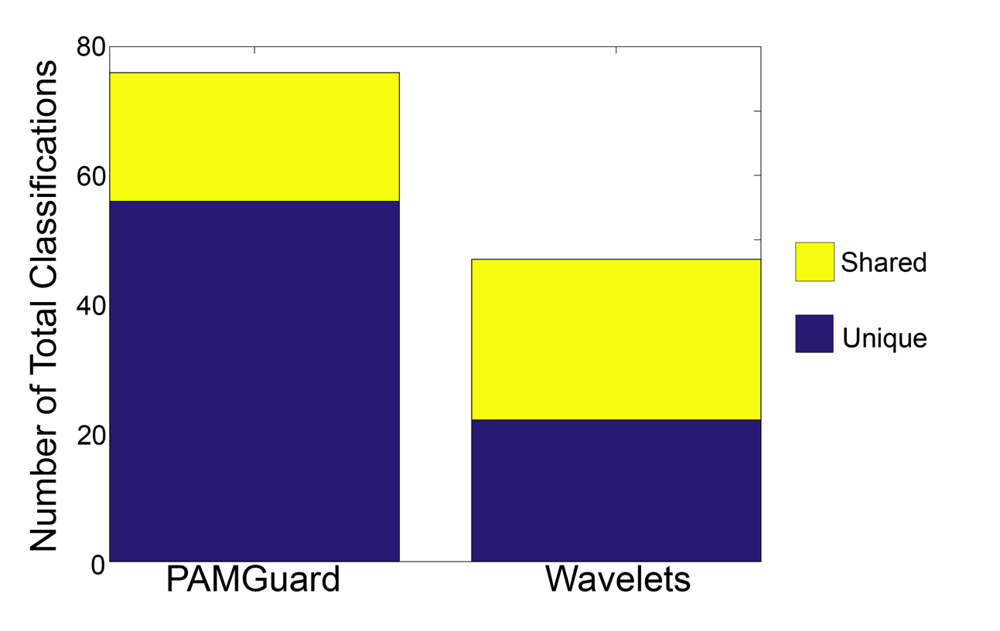 Number of Total Classifications
80
60
40
20
0
PAMGuard
Wavelets
Shared
Unique